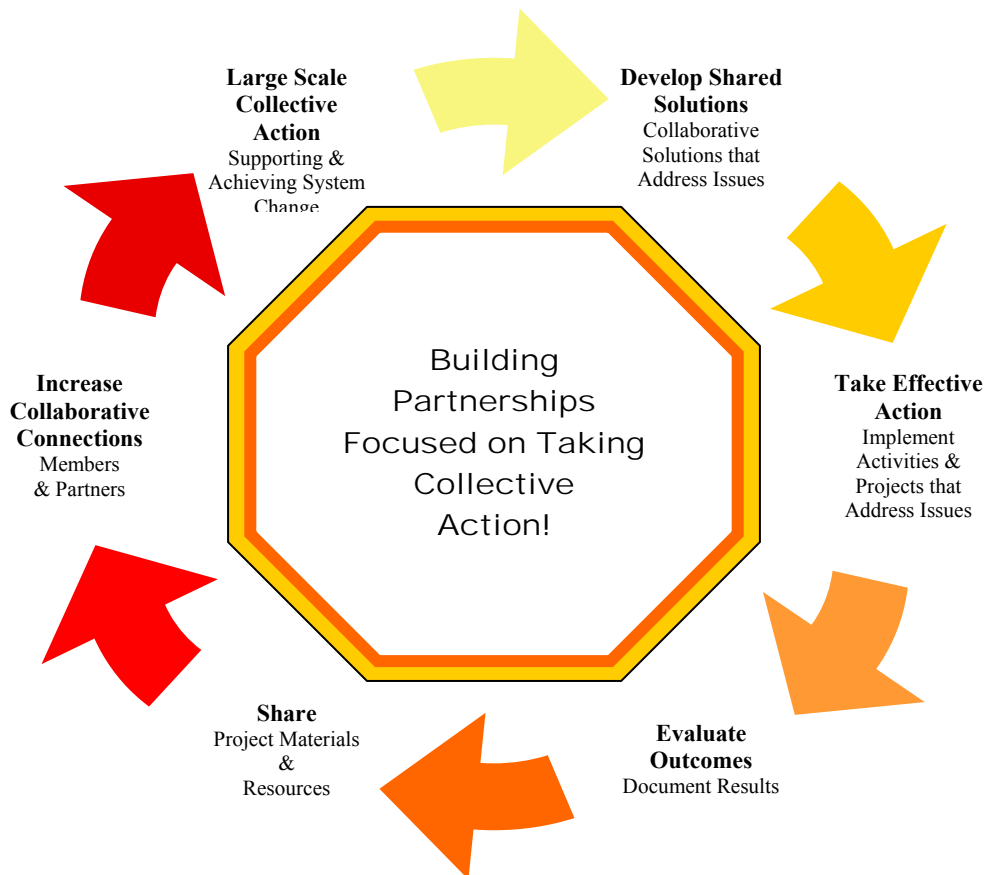 Large Scale
Collective
Action
Supporting &
Achieving System
Change
Develop Shared
Solutions
Collaborative
Solutions that
Address Issues
Take Effective
Action
Implement
Activities &
Projects that
Address Issues
Evaluate
Outcomes
Document Results
Share
Project Materials
&
Resources
Increase
Collaborative
Connections
Members
& Partners
Building
Partnerships
Focused on Taking
Collective
Action!